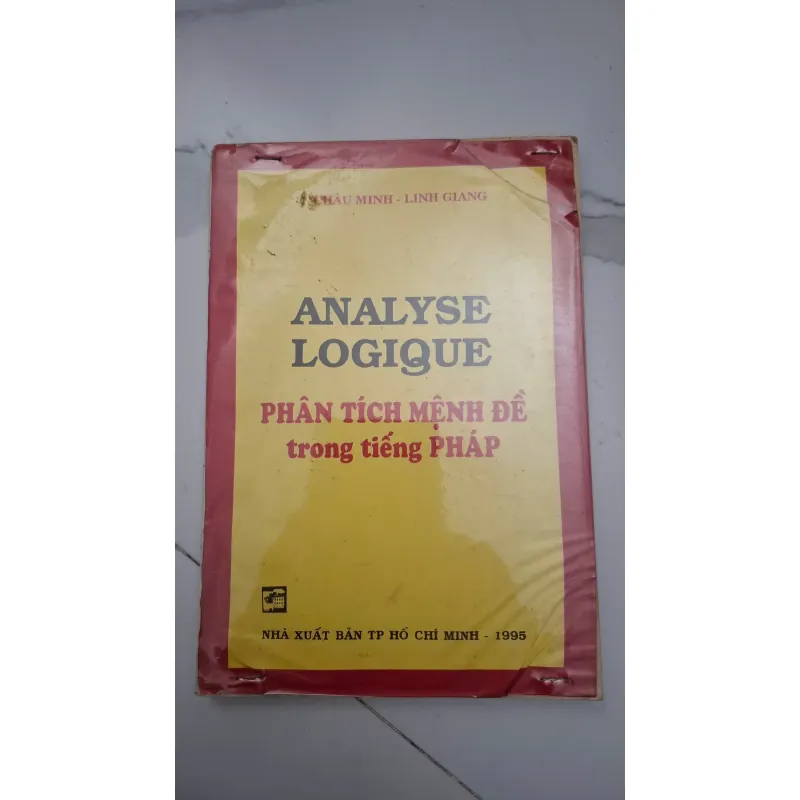 CHÂU MINH - LINH GIANG
ANALYSE
LOGIQUE
PHÂN TÍCH MỆNH ĐỀ
trong tiếng PHÁP
NHÀ XUẤT BẢN TP HỒ CHÍ MINH - 1995